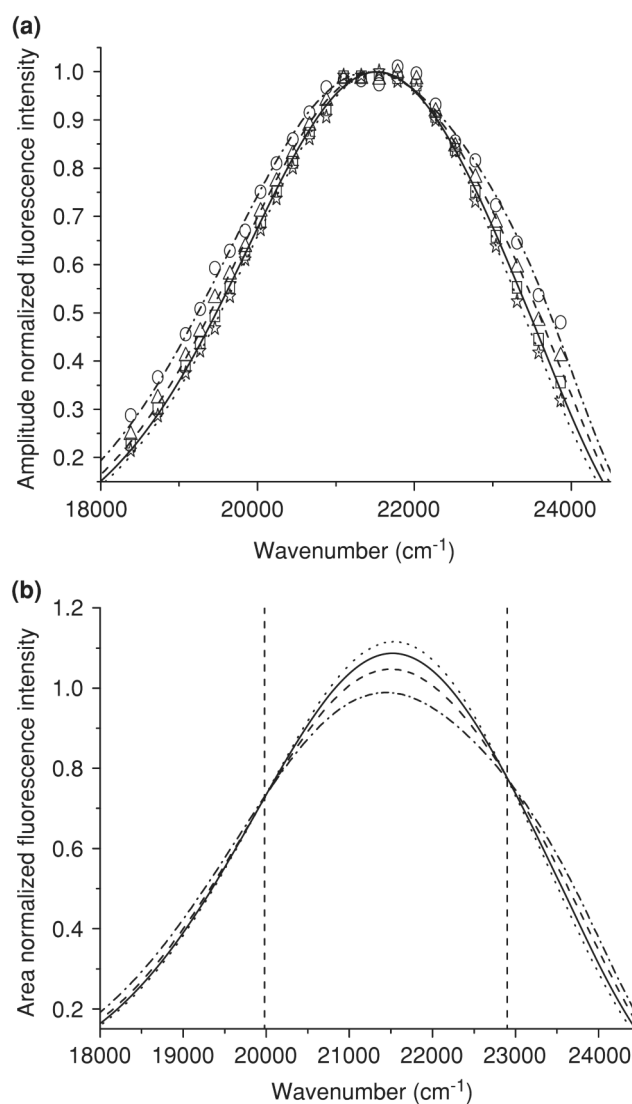 (a)
Amplitude normalized fluorescence intensity
1.0
0.9
0.8
0.7
0.6
0.5
0.4
0.3
0.2
18000 20000 22000 24000
Wavenumber (cm-1)
(b)
Area normalized fluorescence intensity
1.2
1.0
0.8
0.6
0.4
0.2
18000 19000 20000 21000 22000 23000 24000
Wavenumber (cm-1)